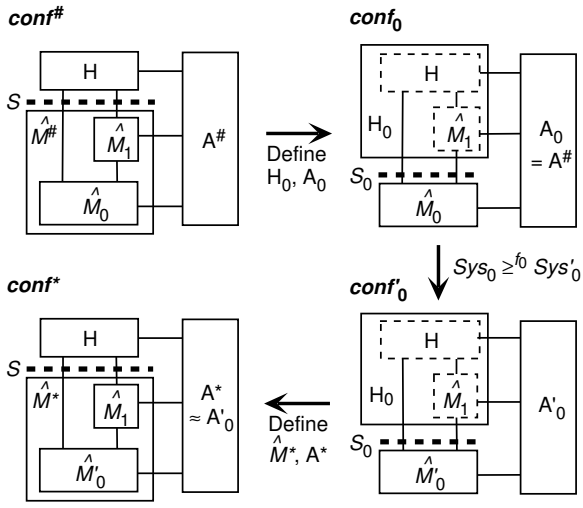 conf#
H
S
M̂#
M̂₁
A#
M̂₀
Define
H₀, A₀
conf₀
H
H₀
M̂₁
A₀
= A#
S₀
M̂₀
Sys₀ ≥f₀ Sys'₀
conf'₀
H
H₀
M̂₁
A'₀
S₀
M̂'₀
Define
M̂*, A*
conf*
H
S
M̂*
M̂₁
A*
≈ A'₀
M̂'₀